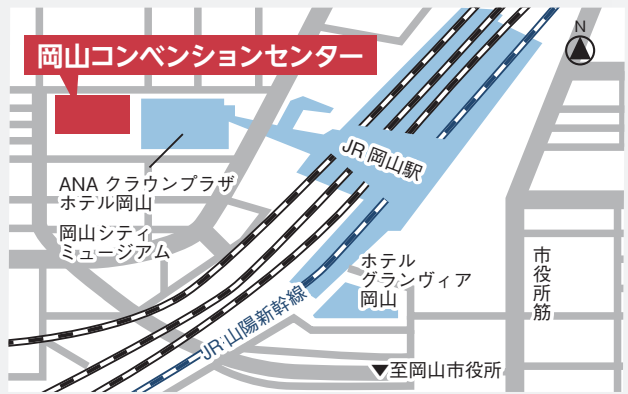 岡山コンベンションセンター
N
JR 岡山駅
ANA クラウンプラザ
ホテル岡山
岡山シティ
ミュージアム
ホテル
グランヴィア
岡山
市役所筋
JR 山陽新幹線
▼至岡山市役所